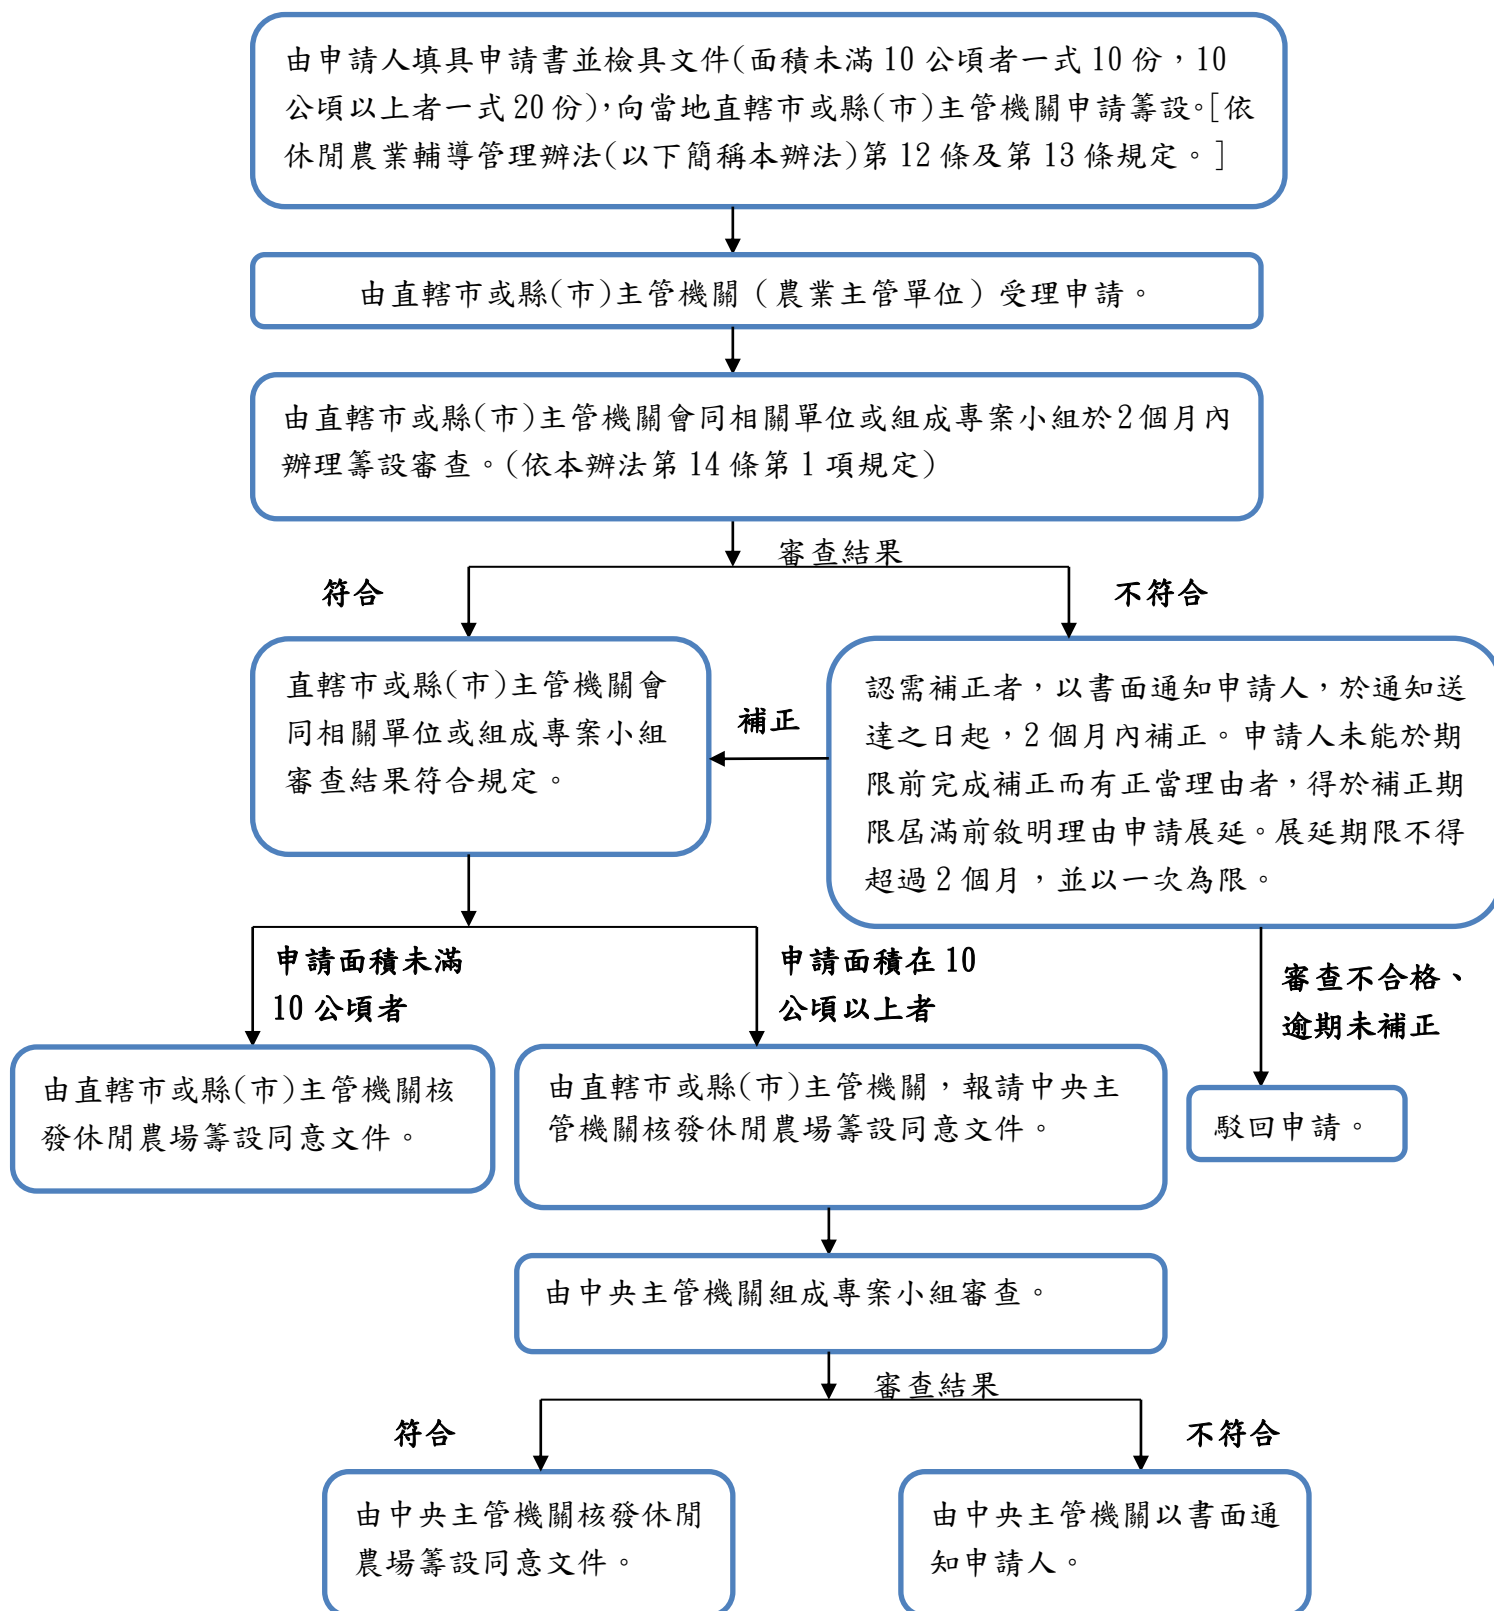 由申請人填具申請書並檢具文件(面積未滿 10 公頃者一式 10 份，10
公頃以上者一式 20 份)，向當地直轄市或縣(市)主管機關申請籌設。[依
休閒農業輔導管理辦法(以下簡稱本辦法)第 12 條及第 13 條規定。]
由直轄市或縣(市)主管機關（農業主管單位）受理申請。
由直轄市或縣(市)主管機關會同相關單位或組成專案小組於 2 個月內
辦理籌設審查。(依本辦法第 14 條第 1 項規定)
審查結果
符合
不符合
直轄市或縣(市)主管機關會
同相關單位或組成專案小組
審查結果符合規定。
補正
認需補正者，以書面通知申請人，於通知送
達之日起，2 個月內補正。申請人未能於期
限前完成補正而有正當理由者，得於補正期
限屆滿前敘明理由申請展延。展延期限不得
超過 2 個月，並以一次為限。
申請面積未滿
10 公頃者
申請面積在 10
公頃以上者
審查不合格、
逾期未補正
由直轄市或縣(市)主管機關核
發休閒農場籌設同意文件。
由直轄市或縣(市)主管機關，報請中央主
管機關核發休閒農場籌設同意文件。
駁回申請。
由中央主管機關組成專案小組審查。
審查結果
符合
不符合
由中央主管機關核發休閒
農場籌設同意文件。
由中央主管機關以書面通
知申請人。